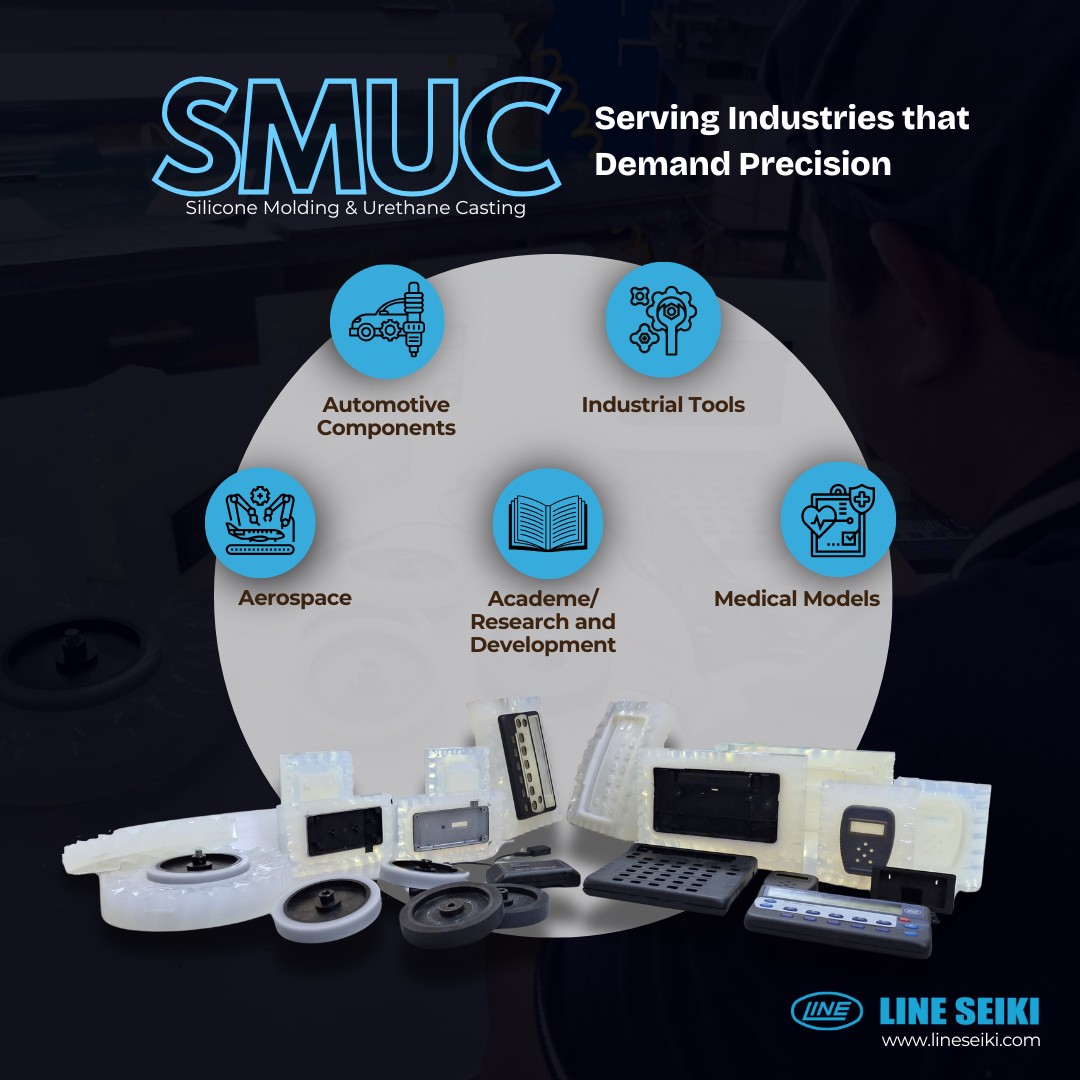 SMUC
Silicone Molding & Urethane Casting
Serving Industries that
Demand Precision
Automotive
Components
Industrial Tools
Aerospace
Academe/
Research and
Development
Medical Models
LINE
LINE SEIKI
www.lineseiki.com